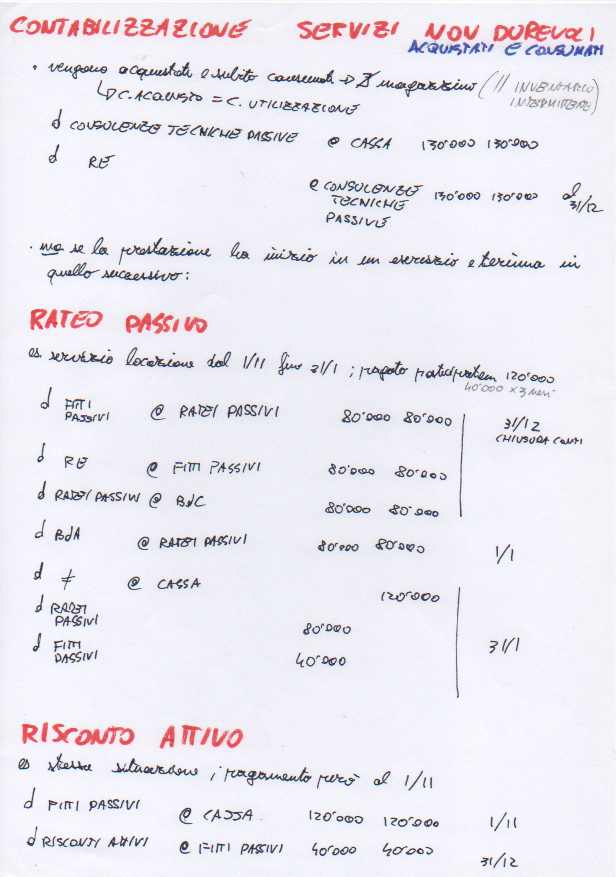 CONTABILIZZAZIONE SERVIZI NON DUREVOLI
ACQUISTATI E CONSUMATI
• vengono acquistati e subito consumati → magazzino (// INVENTARIO
INTERMITTENTE)
↳ C. ACQUISTO = C. UTILIZZAZIONE
d CONSULENZE TECNICHE PASSIVE @ CASSA 130'000 130'000
d RE
@ CONSULENZE 130'000 130'000 al
TECNICHE 31/12
PASSIVE
• ma se la prestazione ha inizio in un esercizio e termina in
quello successivo:
RATEO PASSIVO
es servizio locazione dal 1/11 fino 31/1; pagato 120'000
40'000 x 3 mesi
d FITTI @ RATEI PASSIVI 80'000 80'000 31/12
PASSIVI CHIUSURA CONTI
d RE @ FITTI PASSIVI 80'000 80'000
d RATEI PASSIVI @ BdC 80'000 80'000
d BdA @ RATEI PASSIVI 80'000 80'000 1/1
d ≠ @ CASSA 120'000
d RATEI
PASSIVI 80'000
d FITTI 31/1
PASSIVI 40'000
RISCONTO ATTIVO
es stessa situazione; pagamento però al 1/11
d FITTI PASSIVI
@ CASSA 120'000 120'000 1/11
d RISCONTI ATTIVI @ FITTI PASSIVI 40'000 40'000
31/12